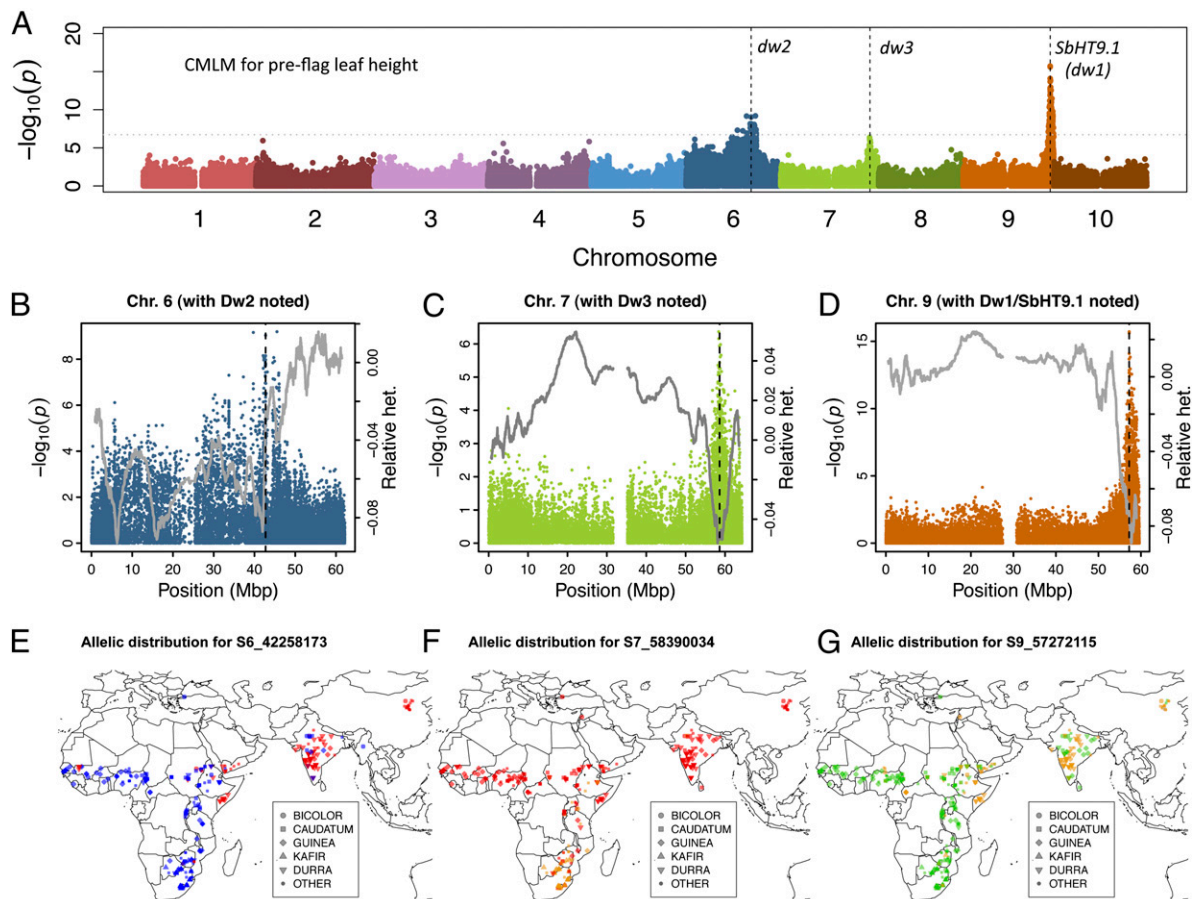 A
CMLM for pre-flag leaf height
dw2
dw3
SbHT9.1
(dw1)
−log10(p)
20
15
10
5
0
1 2 3 4 5 6 7 8 9 10
Chromosome
B
Chr. 6 (with Dw2 noted)
−log10(p)
8
6
4
2
0
0.00
−0.04
−0.08
Relative het.
0 10 20 30 40 50 60
Position (Mbp)
C
Chr. 7 (with Dw3 noted)
−log10(p)
6
5
4
3
2
1
0
0.04
0.02
0.00
−0.04
Relative het.
0 10 20 30 40 50 60
Position (Mbp)
D
Chr. 9 (with Dw1/SbHT9.1 noted)
−log10(p)
15
10
5
0
0.00
−0.04
−0.08
Relative het.
0 10 20 30 40 50 60
Position (Mbp)
E
Allelic distribution for S6_42258173
BICOLOR
CAUDATUM
GUINEA
KAFIR
DURRA
OTHER
F
Allelic distribution for S7_58390034
BICOLOR
CAUDATUM
GUINEA
KAFIR
DURRA
OTHER
G
Allelic distribution for S9_57272115
BICOLOR
CAUDATUM
GUINEA
KAFIR
DURRA
OTHER